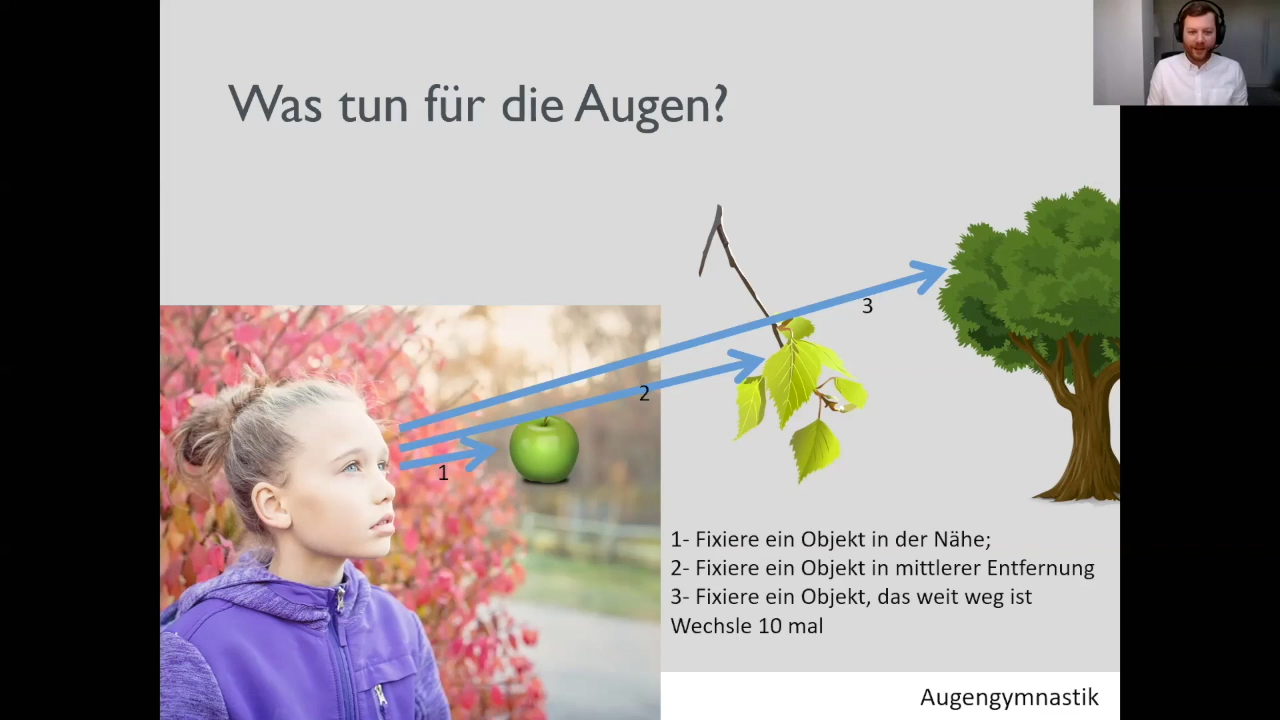 Was tun für die Augen?
3
2
1
1- Fixiere ein Objekt in der Nähe;
2- Fixiere ein Objekt in mittlerer Entfernung
3- Fixiere ein Objekt, das weit weg ist
Wechsle 10 mal
Augengymnastik